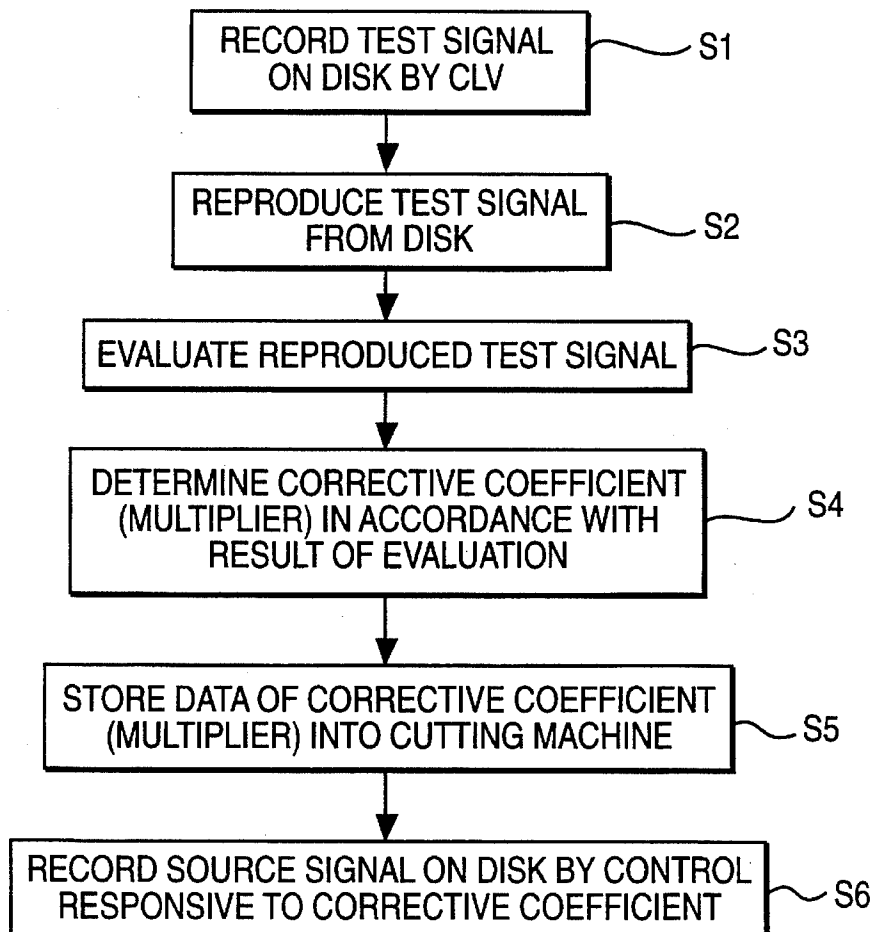 RECORD TEST SIGNAL
ON DISK BY CLV
S1
REPRODUCE TEST SIGNAL
FROM DISK
S2
EVALUATE REPRODUCED TEST SIGNAL
S3
DETERMINE CORRECTIVE COEFFICIENT
(MULTIPLIER) IN ACCORDANCE WITH
RESULT OF EVALUATION
S4
STORE DATA OF CORRECTIVE COEFFICIENT
(MULTIPLIER) INTO CUTTING MACHINE
S5
RECORD SOURCE SIGNAL ON DISK BY CONTROL
RESPONSIVE TO CORRECTIVE COEFFICIENT
S6